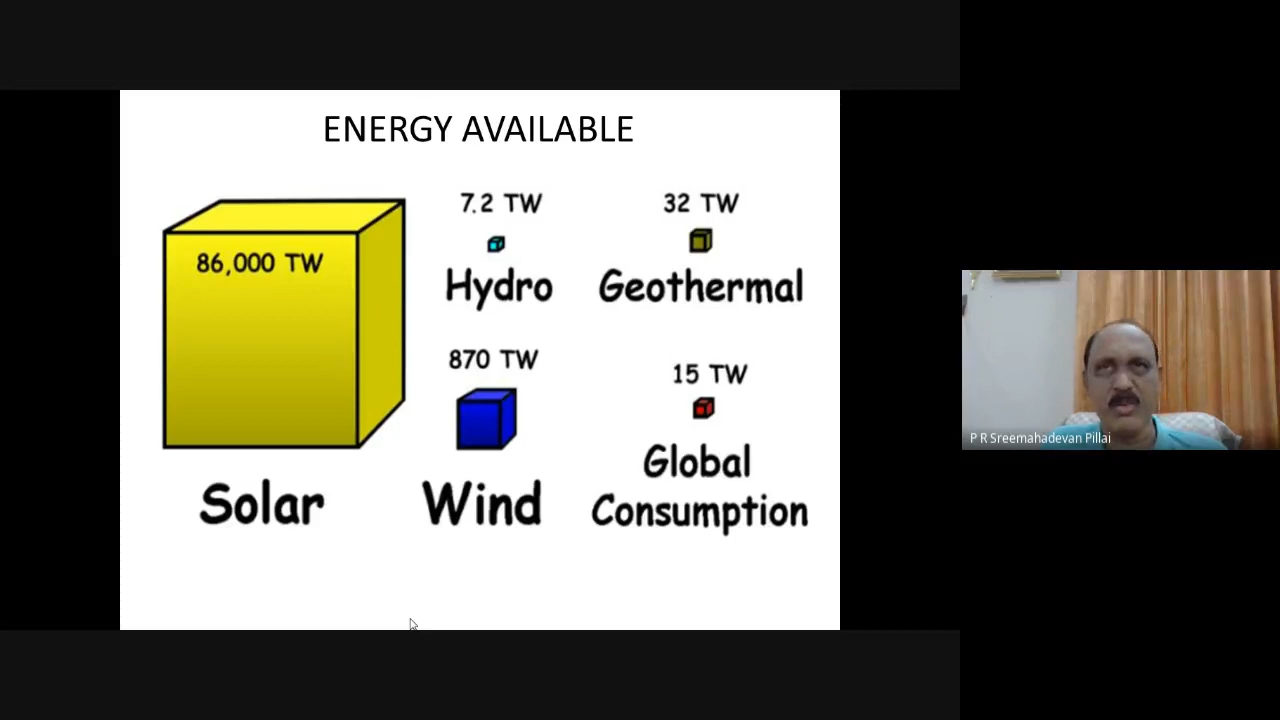 ENERGY AVAILABLE
86,000 TW
Solar
7.2 TW
Hydro
32 TW
Geothermal
870 TW
Wind
15 TW
Global
Consumption
P R Sreemahadevan Pillai